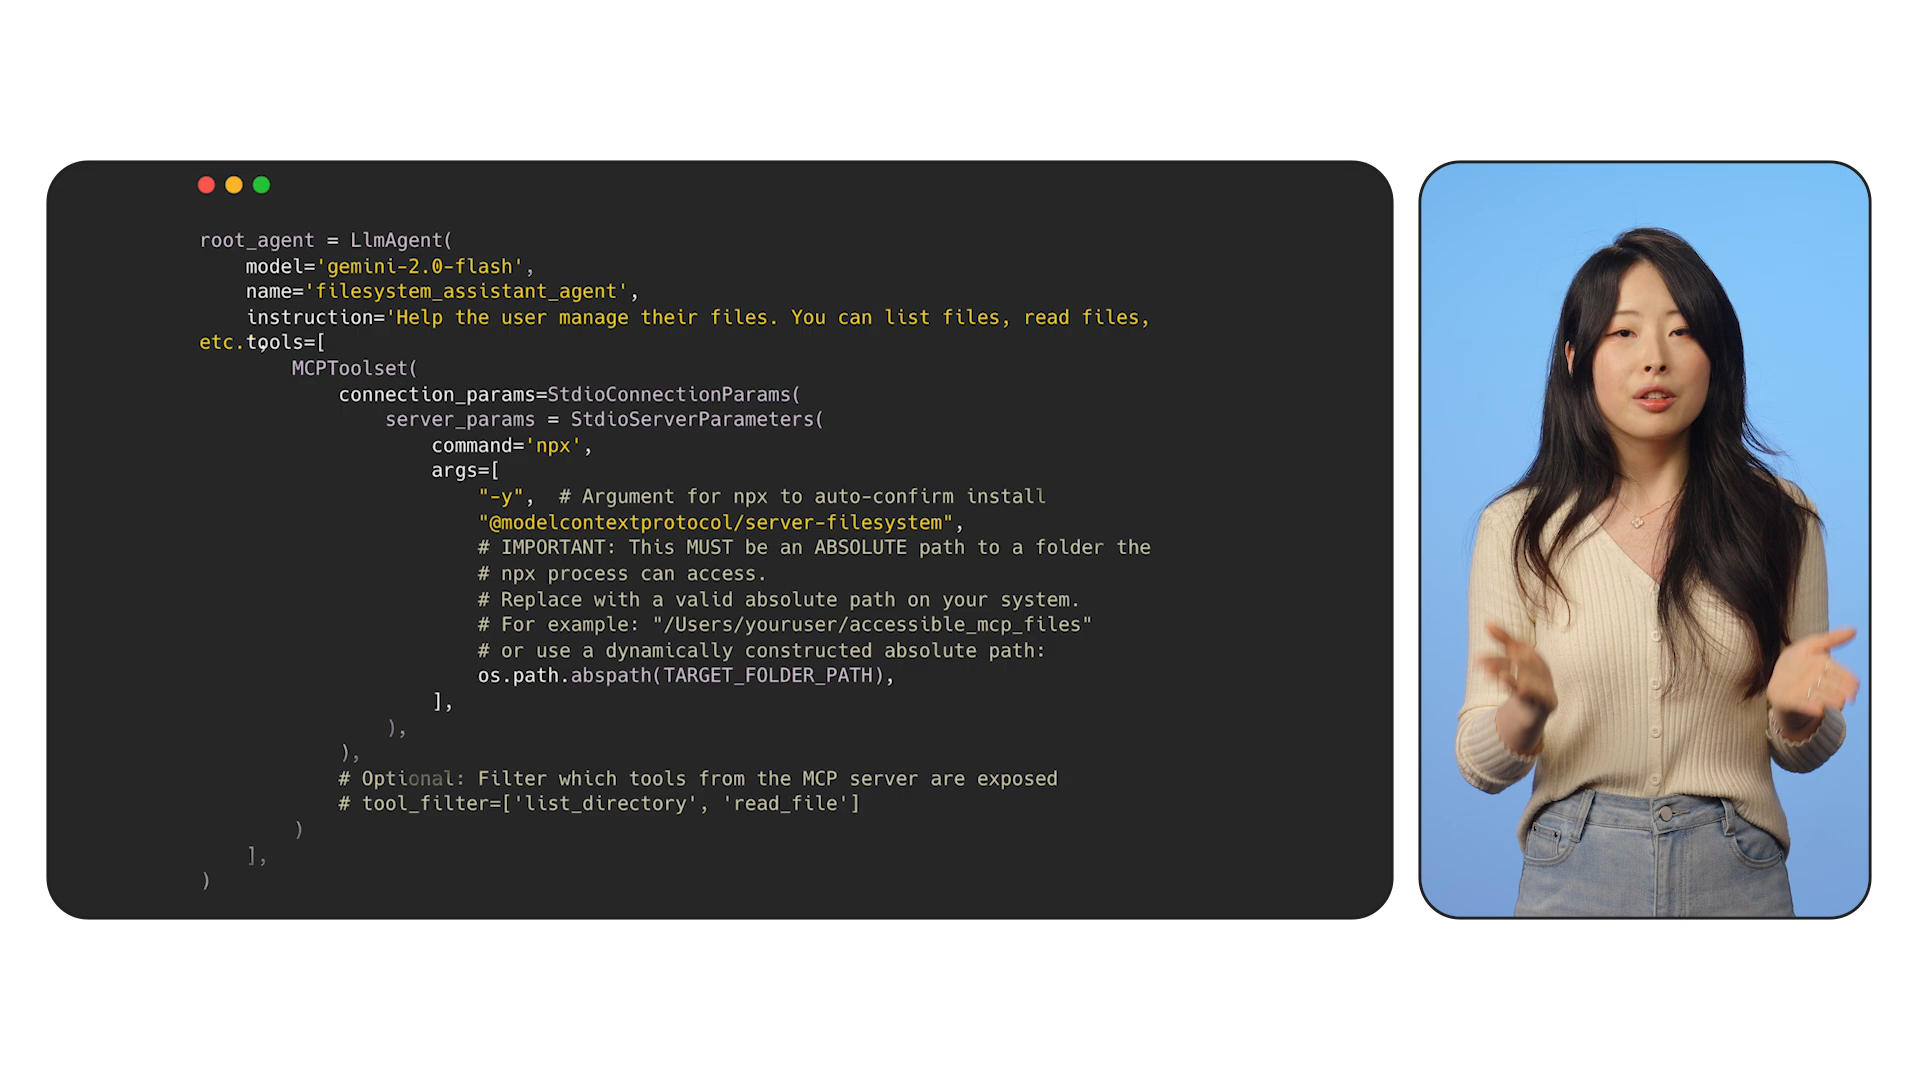 root_agent = LlmAgent(
model='gemini-2.0-flash',
name='filesystem_assistant_agent',
instruction='Help the user manage their files. You can list files, read files,
etc.tools=[
MCPToolset(
connection_params=StdioConnectionParams(
server_params = StdioServerParameters(
command='npx',
args=[
"-y",  # Argument for npx to auto-confirm install
"@modelcontextprotocol/server-filesystem",
# IMPORTANT: This MUST be an ABSOLUTE path to a folder the
# npx process can access.
# Replace with a valid absolute path on your system.
# For example: "/Users/youruser/accessible_mcp_files"
# or use a dynamically constructed absolute path:
os.path.abspath(TARGET_FOLDER_PATH),
],
),
),
# Optional: Filter which tools from the MCP server are exposed
# tool_filter=['list_directory', 'read_file']
)
],
)